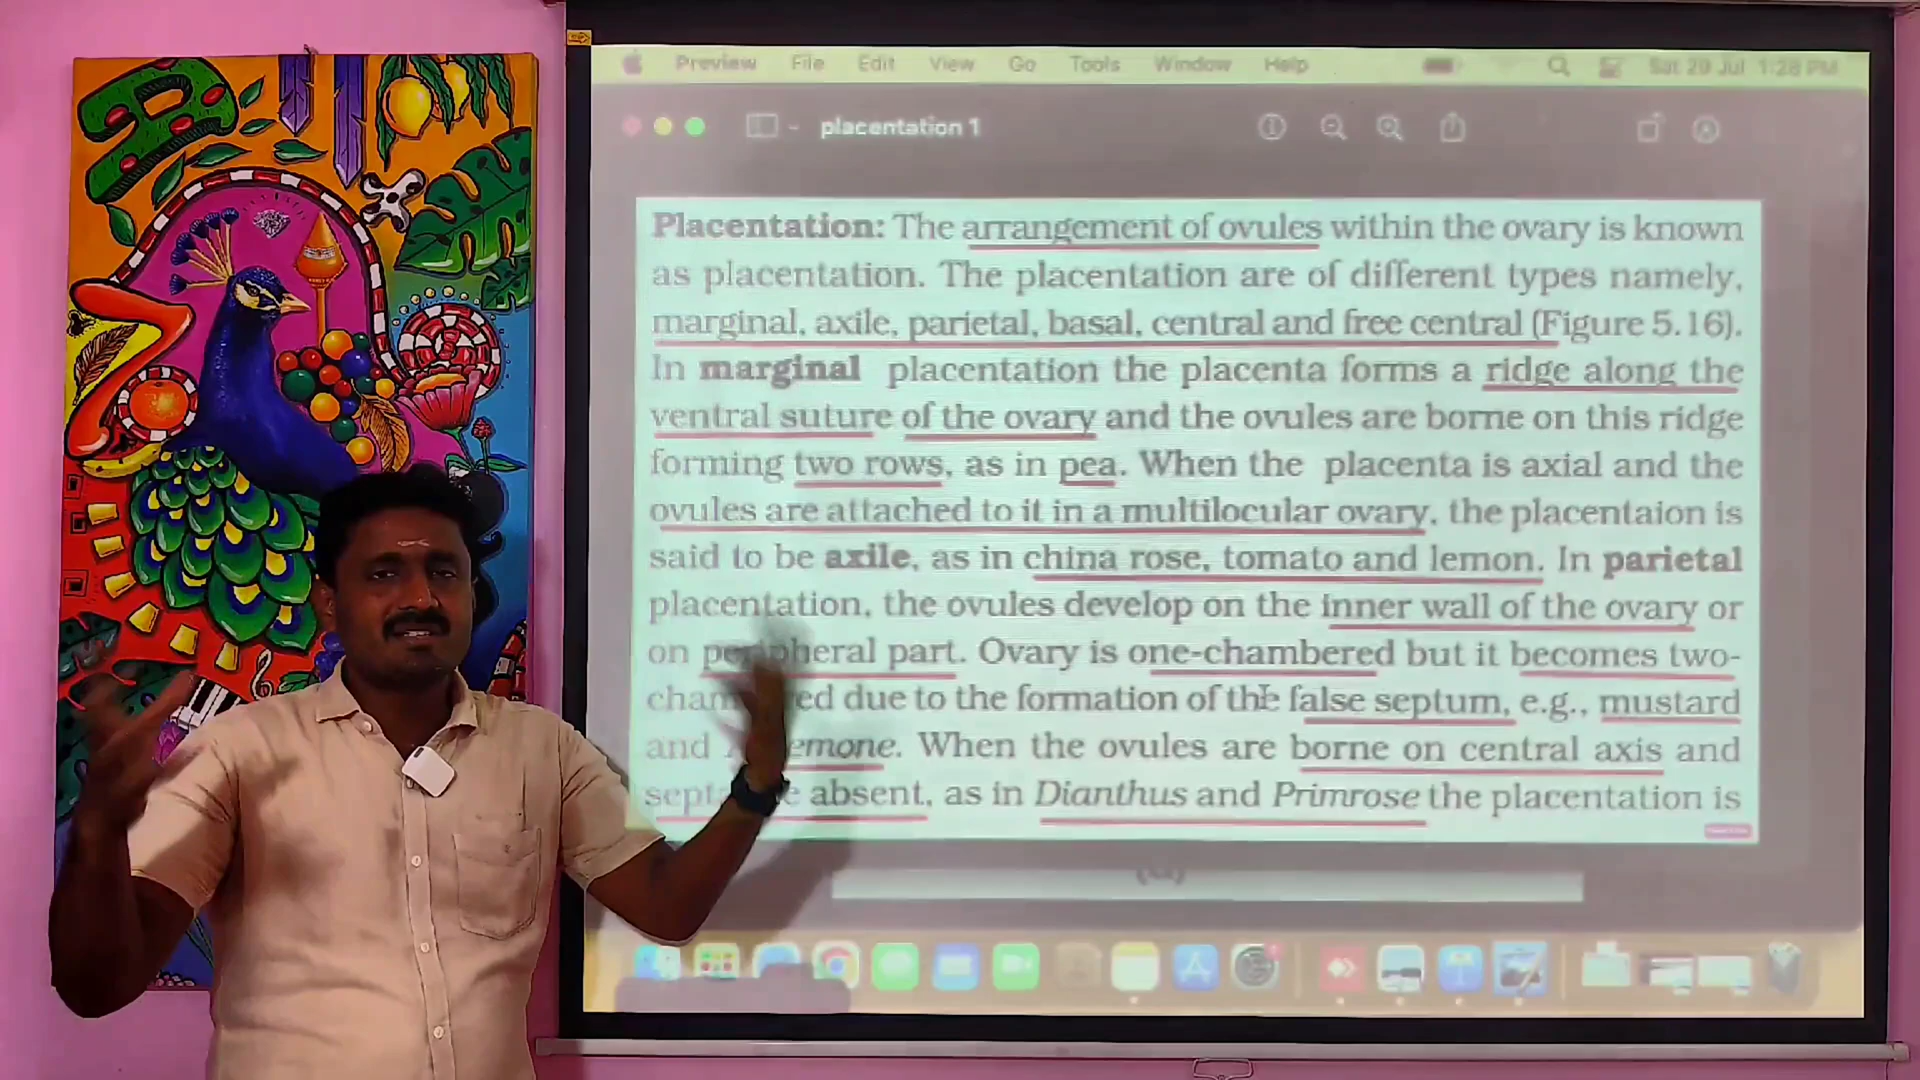 Preview File Edit View Go Tools Window Help Sat 29 Jul 1:28 PM
placentation 1
Placentation: The arrangement of ovules within the ovary is known
as placentation. The placentation are of different types namely,
marginal, axile, parietal, basal, central and free central (Figure 5.16).
In marginal placentation the placenta forms a ridge along the
ventral suture of the ovary and the ovules are borne on this ridge
forming two rows, as in pea. When the placenta is axial and the
ovules are attached to it in a multilocular ovary, the placentaion is
said to be axile, as in china rose, tomato and lemon. In parietal
placentation, the ovules develop on the inner wall of the ovary or
on peripheral part. Ovary is one-chambered but it becomes two-
due to the formation of the false septum, e.g., mustard
and When the ovules are borne on central axis and
absent, as in Dianthus and Primrose the placentation is